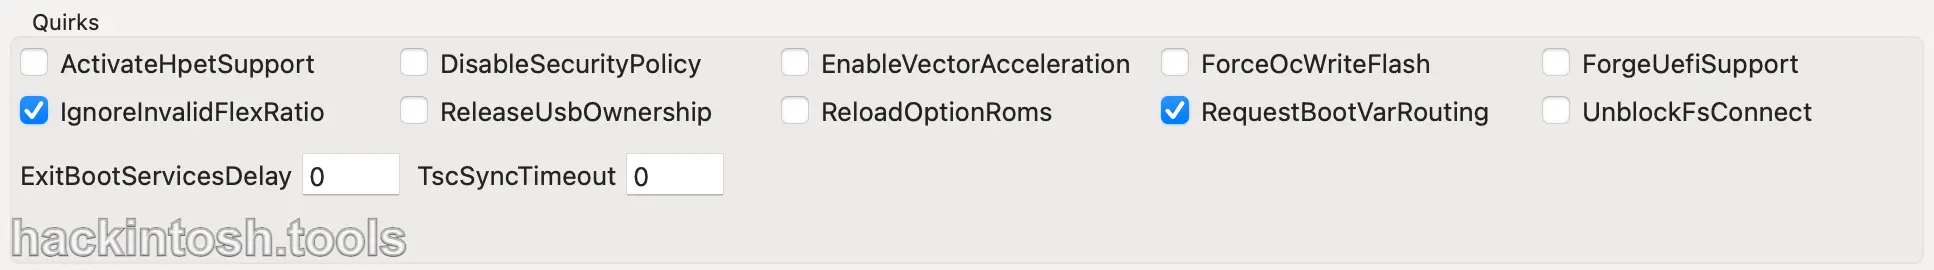 Quirks
ActivateHpetSupport DisableSecurityPolicy EnableVectorAcceleration ForceOcWriteFlash ForgeUefiSupport
IgnoreInvalidFlexRatio ReleaseUsbOwnership ReloadOptionRoms RequestBootVarRouting UnblockFsConnect
ExitBootServicesDelay 0 TscSyncTimeout 0
hackintosh.tools